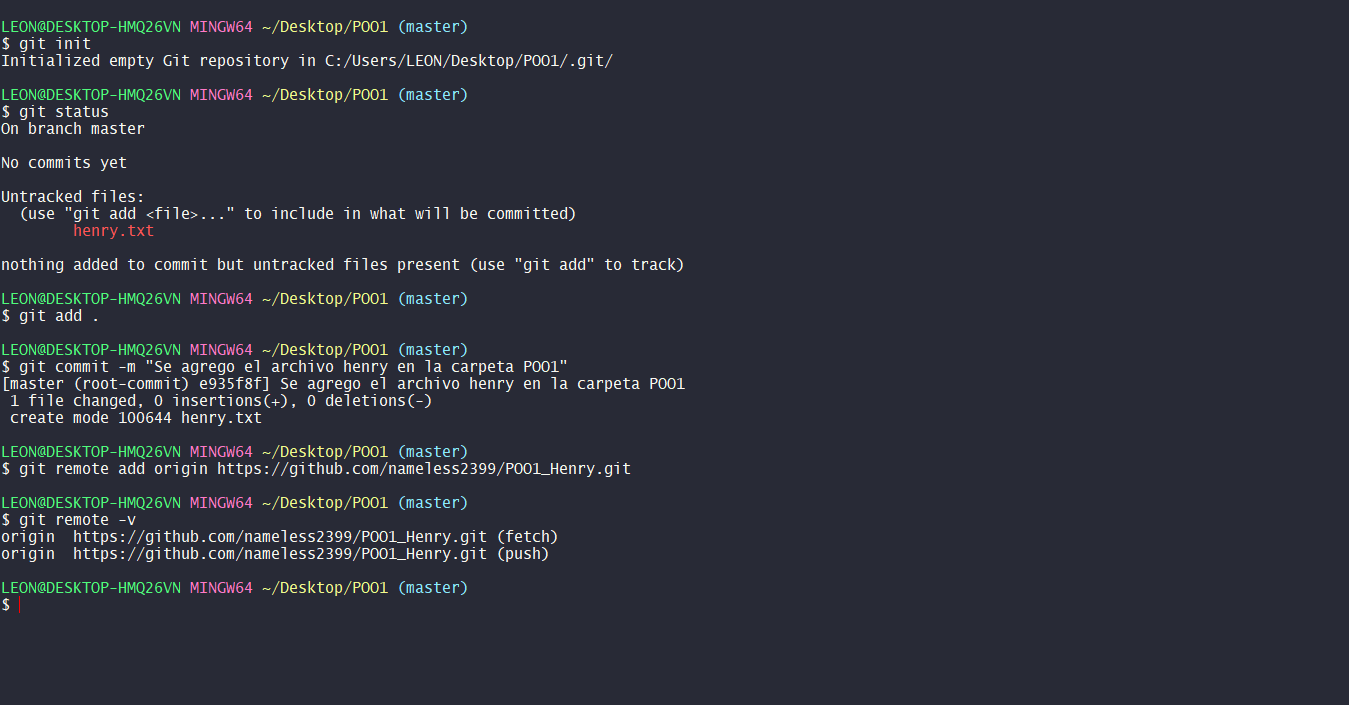 LEON@DESKTOP-HMQ26VN MINGW64 ~/Desktop/POO1 (master)
$ git init
Initialized empty Git repository in C:/Users/LEON/Desktop/POO1/.git/
LEON@DESKTOP-HMQ26VN MINGW64 ~/Desktop/POO1 (master)
$ git status
On branch master
No commits yet
Untracked files:
  (use "git add <file>..." to include in what will be committed)
        henry.txt
nothing added to commit but untracked files present (use "git add" to track)
LEON@DESKTOP-HMQ26VN MINGW64 ~/Desktop/POO1 (master)
$ git add .
LEON@DESKTOP-HMQ26VN MINGW64 ~/Desktop/POO1 (master)
$ git commit -m "Se agrego el archivo henry en la carpeta POO1"
[master (root-commit) e935f8f] Se agrego el archivo henry en la carpeta POO1
 1 file changed, 0 insertions(+), 0 deletions(-)
 create mode 100644 henry.txt
LEON@DESKTOP-HMQ26VN MINGW64 ~/Desktop/POO1 (master)
$ git remote add origin https://github.com/nameless2399/POO1_Henry.git
LEON@DESKTOP-HMQ26VN MINGW64 ~/Desktop/POO1 (master)
$ git remote -v
origin  https://github.com/nameless2399/POO1_Henry.git (fetch)
origin  https://github.com/nameless2399/POO1_Henry.git (push)
LEON@DESKTOP-HMQ26VN MINGW64 ~/Desktop/POO1 (master)
$